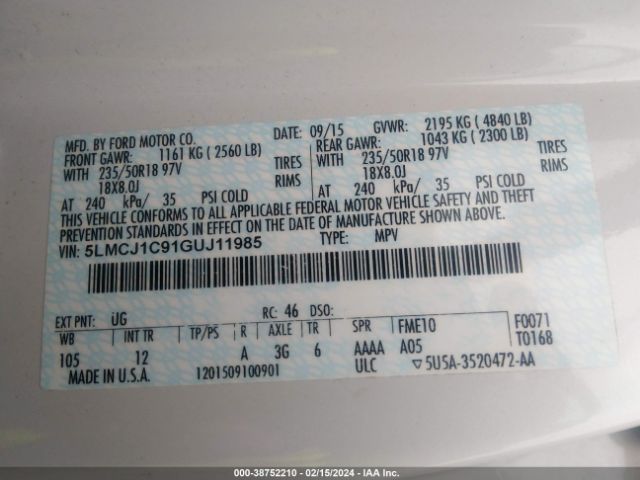 MFD. BY FORD MOTOR CO. DATE: 09/15 GVWR: 2195 KG ( 4840 LB)
FRONT GAWR: 1161 KG ( 2560 LB) REAR GAWR: 1043 KG ( 2300 LB)
WITH 235/50R18 97V TIRES WITH 235/50R18 97V TIRES
18X8.0J RIMS 18X8.0J RIMS
AT 240 kPa/ 35 PSI COLD AT 240 kPa/ 35 PSI COLD
THIS VEHICLE CONFORMS TO ALL APPLICABLE FEDERAL MOTOR VEHICLE SAFETY AND THEFT
PREVENTION STANDARDS IN EFFECT ON THE DATE OF MANUFACTURE SHOWN ABOVE.
VIN: 5LMCJ1C91GUJ11985 TYPE: MPV
EXT PNT: UG RC: 46 DSO:
WB INT TR TP/PS R AXLE TR SPR FME10 F0071
105 12 A 3G 6 AAAA A05 T0168
MADE IN U.S.A. 1201509100901 ULC ▽5U5A-3520472-AA
000-38752210 - 02/15/2024 - IAA Inc.